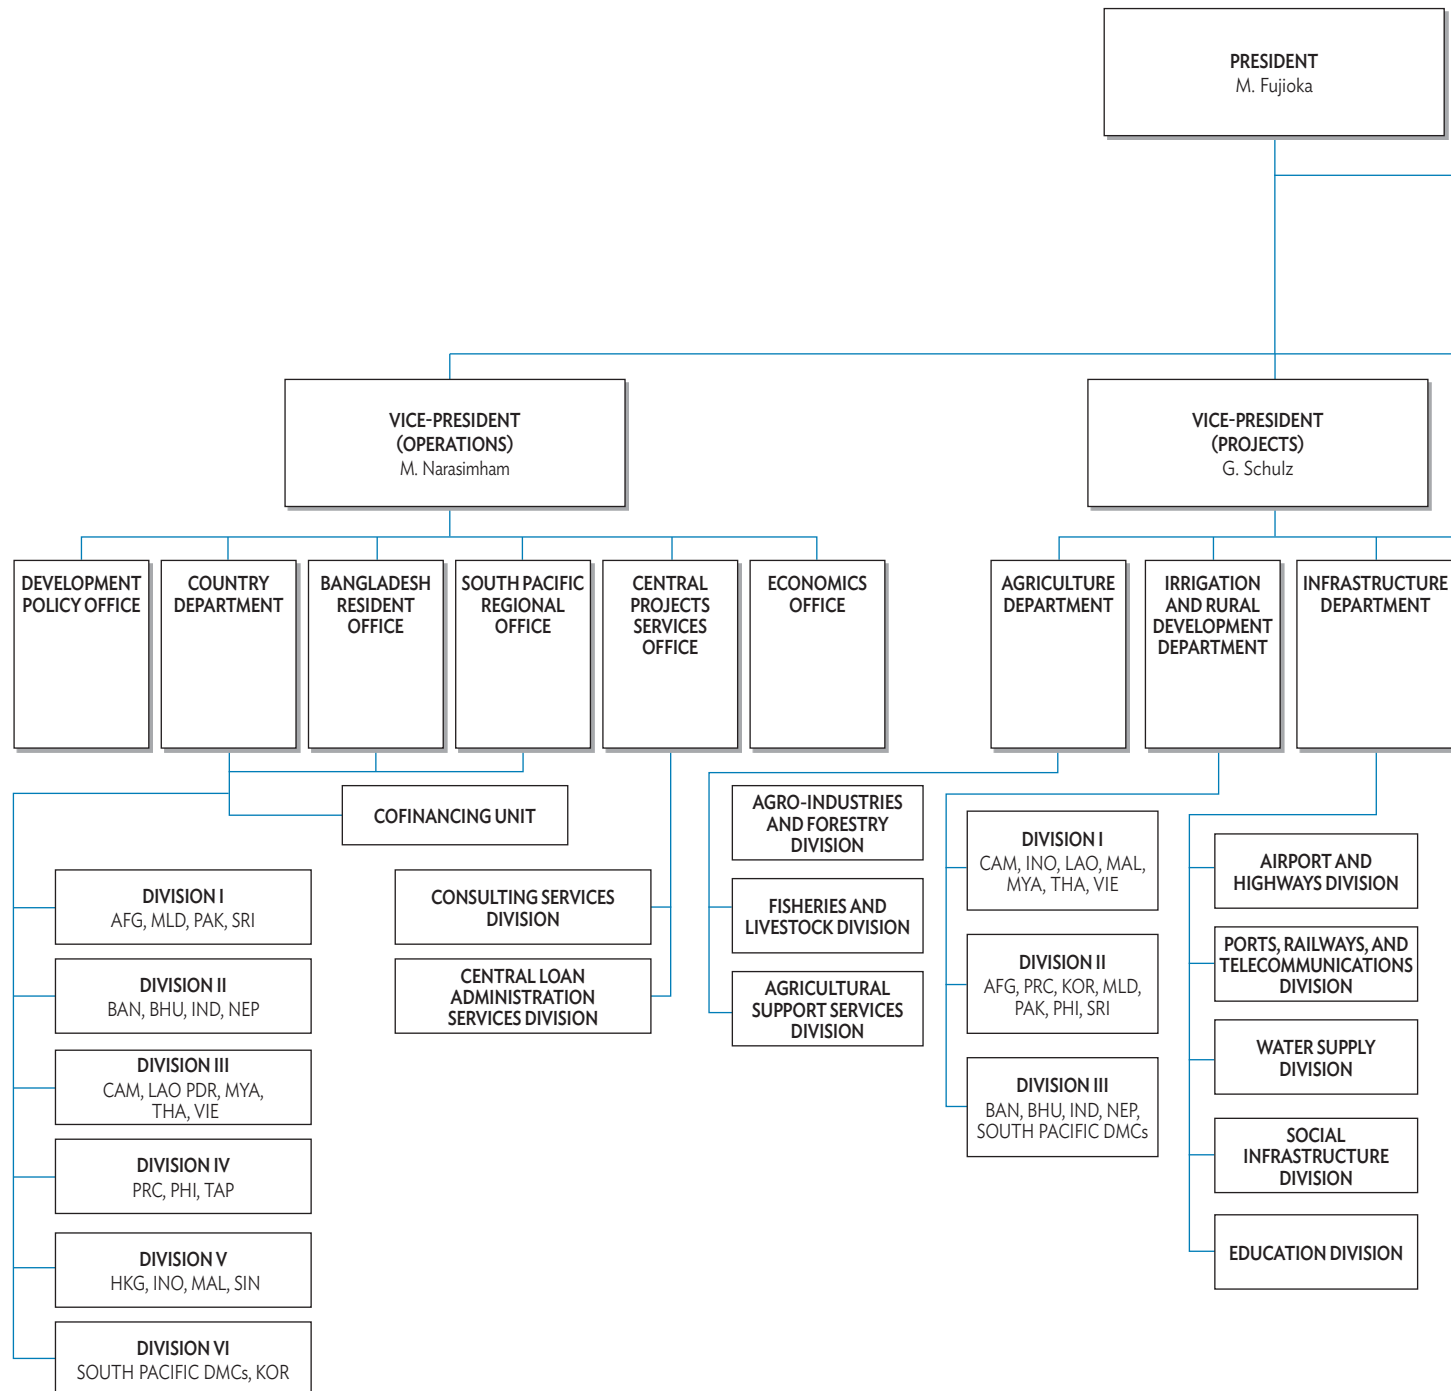 PRESIDENT
M. Fujioka
VICE-PRESIDENT
(OPERATIONS)
M. Narasimham
VICE-PRESIDENT
(PROJECTS)
G. Schulz
DEVELOPMENT
POLICY OFFICE
COUNTRY
DEPARTMENT
BANGLADESH
RESIDENT
OFFICE
SOUTH PACIFIC
REGIONAL
OFFICE
CENTRAL
PROJECTS
SERVICES
OFFICE
ECONOMICS
OFFICE
AGRICULTURE
DEPARTMENT
IRRIGATION
AND RURAL
DEVELOPMENT
DEPARTMENT
INFRASTRUCTURE
DEPARTMENT
COFINANCING UNIT
DIVISION I
AFG, MLD, PAK, SRI
DIVISION II
BAN, BHU, IND, NEP
DIVISION III
CAM, LAO PDR, MYA,
THA, VIE
DIVISION IV
PRC, PHI, TAP
DIVISION V
HKG, INO, MAL, SIN
DIVISION VI
SOUTH PACIFIC DMCs, KOR
CONSULTING SERVICES
DIVISION
CENTRAL LOAN
ADMINISTRATION
SERVICES DIVISION
AGRO-INDUSTRIES
AND FORESTRY
DIVISION
FISHERIES AND
LIVESTOCK DIVISION
AGRICULTURAL
SUPPORT SERVICES
DIVISION
DIVISION I
CAM, INO, LAO, MAL,
MYA, THA, VIE
DIVISION II
AFG, PRC, KOR, MLD,
PAK, PHI, SRI
DIVISION III
BAN, BHU, IND, NEP,
SOUTH PACIFIC DMCs
AIRPORT AND
HIGHWAYS DIVISION
PORTS, RAILWAYS, AND
TELECOMMUNICATIONS
DIVISION
WATER SUPPLY
DIVISION
SOCIAL
INFRASTRUCTURE
DIVISION
EDUCATION DIVISION